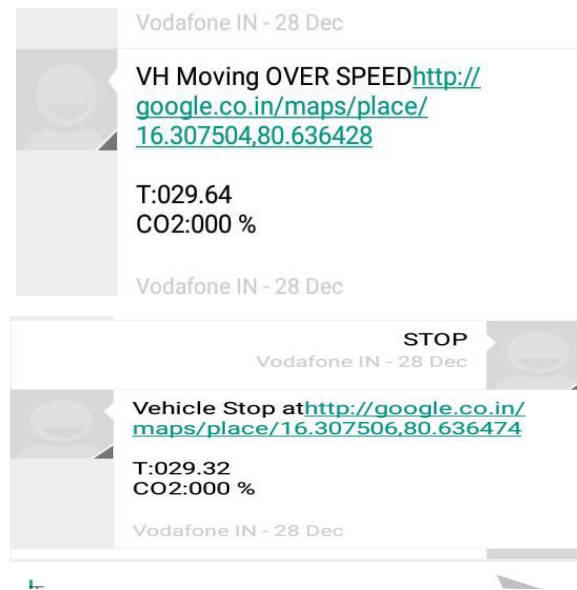 Vodafone IN - 28 Dec
VH Moving OVER SPEEDhttp://
google.co.in/maps/place/
16.307504,80.636428
T:029.64
CO2:000 %
Vodafone IN - 28 Dec
STOP
Vodafone IN - 28 Dec
Vehicle Stop athttp://google.co.in/
maps/place/16.307506,80.636474
T:029.32
CO2:000 %
Vodafone IN - 28 Dec